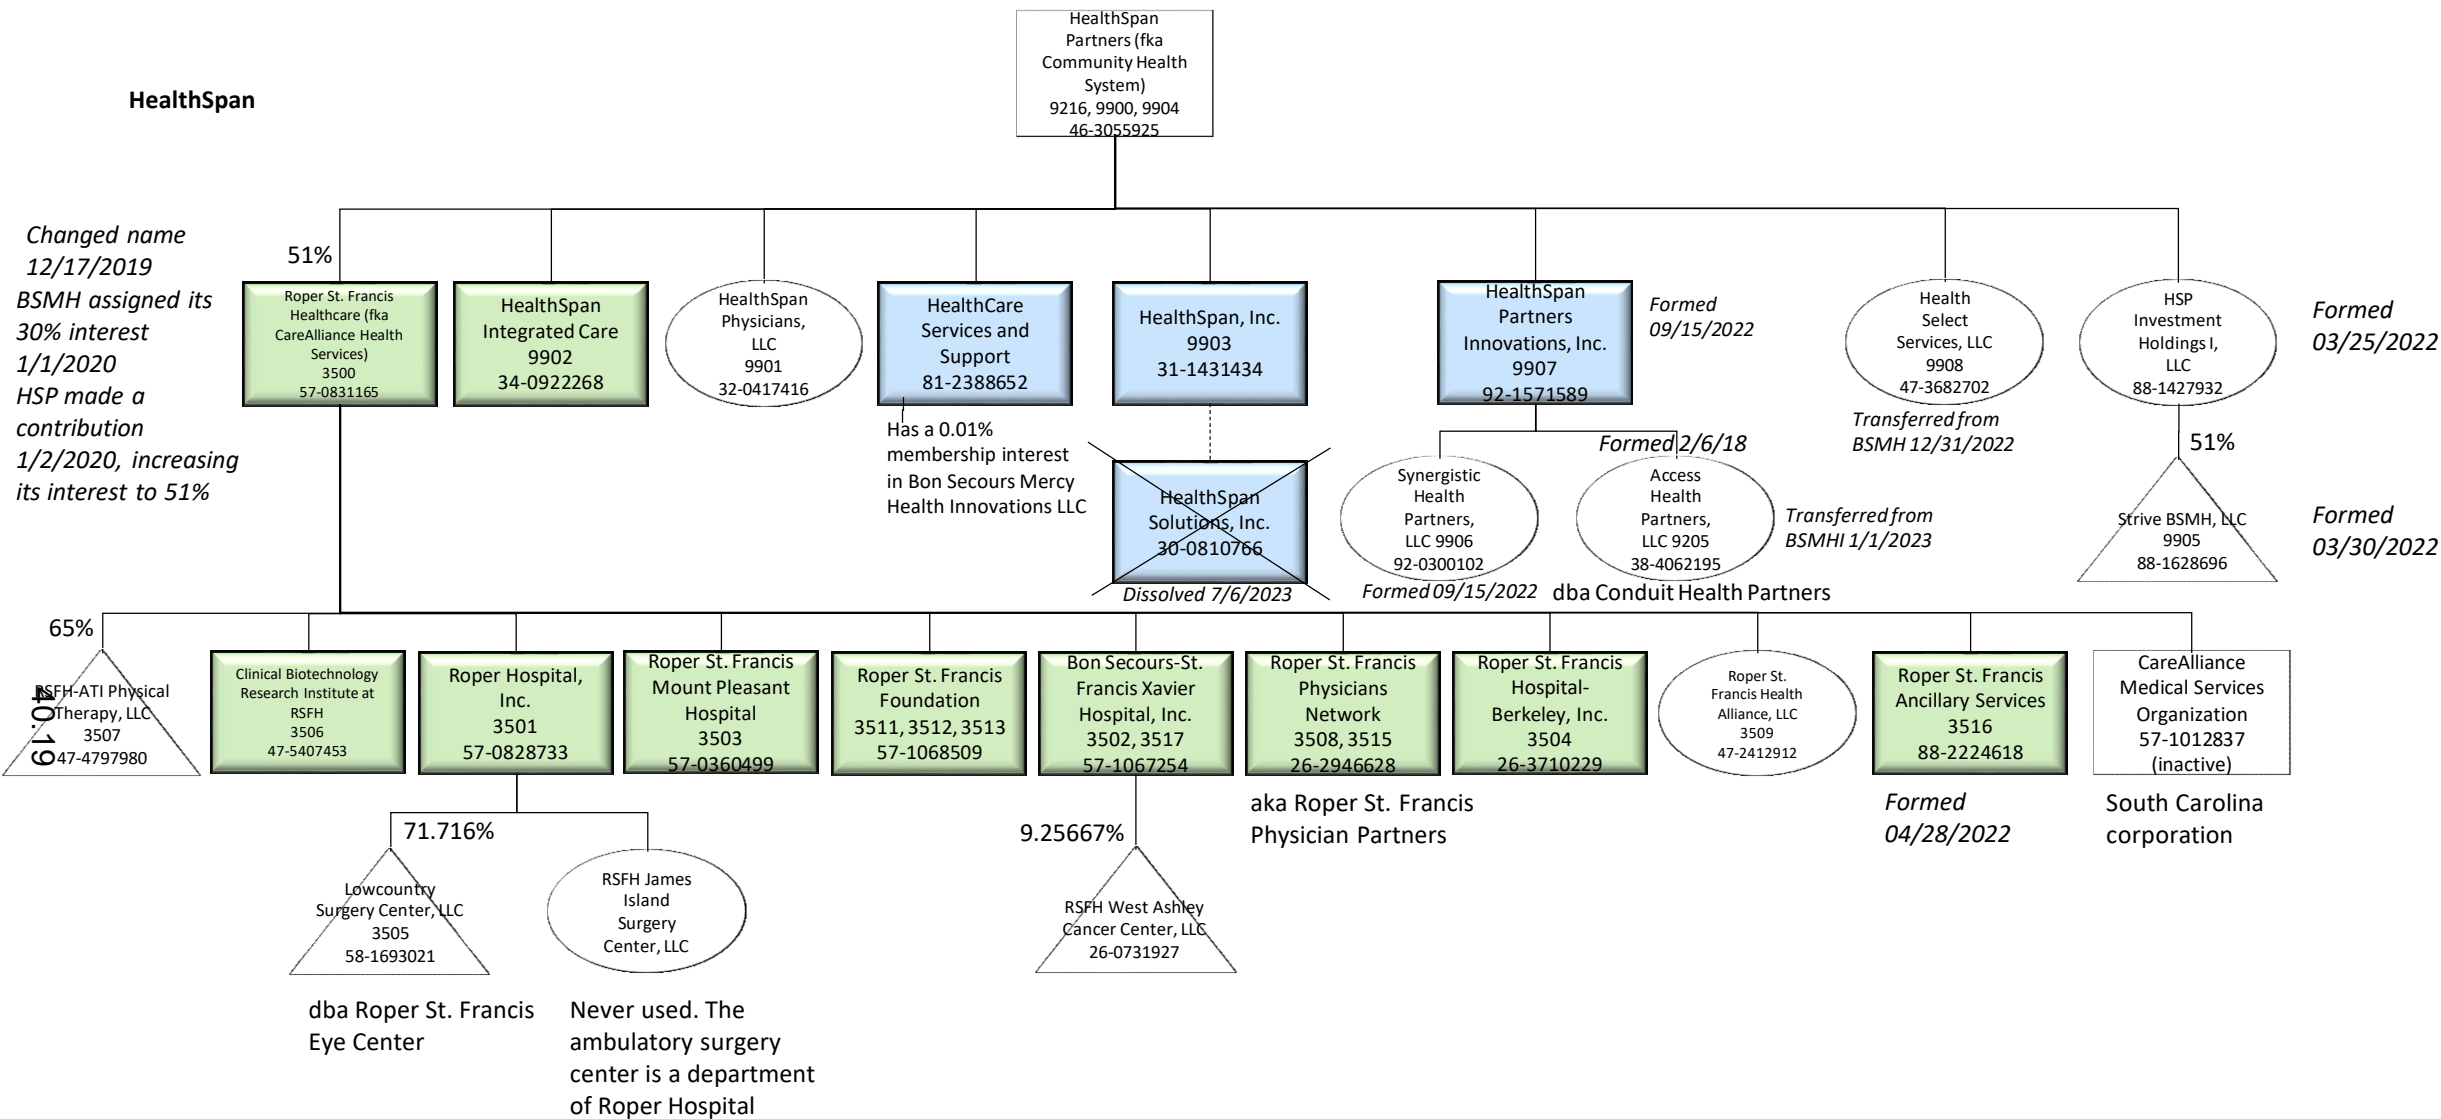 HealthSpan
HealthSpan
Partners (fka
Community Health
System)
9216, 9900, 9904
46-3055925
Changed name
12/17/2019
BSMH assigned its
30% interest
1/1/2020
HSP made a
contribution
1/2/2020, increasing
its interest to 51%
51%
Roper St. Francis
Healthcare (fka
CareAlliance Health
Services)
3500
57-0831165
HealthSpan
Integrated Care
9902
34-0922268
HealthSpan
Physicians,
LLC
9901
32-0417416
HealthCare
Services and
Support
81-2388652
Has a 0.01%
membership interest
in Bon Secours Mercy
Health Innovations LLC
HealthSpan, Inc.
9903
31-1431434
HealthSpan
Solutions, Inc.
30-0810766
Dissolved 7/6/2023
HealthSpan
Partners
Innovations, Inc.
9907
92-1571589
Formed
09/15/2022
Synergistic
Health
Partners,
LLC 9906
92-0300102
Formed 09/15/2022
Formed 2/6/18
Access
Health
Partners,
LLC 9205
38-4062195
Transferred from
BSMHI 1/1/2023
dba Conduit Health Partners
Health
Select
Services, LLC
9908
47-3682702
Transferred from
BSMH 12/31/2022
HSP
Investment
Holdings I,
LLC
88-1427932
Formed
03/25/2022
51%
Strive BSMH, LLC
9905
88-1628696
Formed
03/30/2022
65%
RSFH-ATI Physical
Therapy, LLC
3507
47-4797980
40.19
Clinical Biotechnology
Research Institute at
RSFH
3506
47-5407453
Roper Hospital,
Inc.
3501
57-0828733
Roper St. Francis
Mount Pleasant
Hospital
3503
57-0360499
Roper St. Francis
Foundation
3511, 3512, 3513
57-1068509
Bon Secours-St.
Francis Xavier
Hospital, Inc.
3502, 3517
57-1067254
Roper St. Francis
Physicians
Network
3508, 3515
26-2946628
aka Roper St. Francis
Physician Partners
Roper St. Francis
Hospital-
Berkeley, Inc.
3504
26-3710229
Roper St.
Francis Health
Alliance, LLC
3509
47-2412912
Roper St. Francis
Ancillary Services
3516
88-2224618
Formed
04/28/2022
CareAlliance
Medical Services
Organization
57-1012837
(inactive)
South Carolina
corporation
71.716%
Lowcountry
Surgery Center, LLC
3505
58-1693021
dba Roper St. Francis
Eye Center
RSFH James
Island
Surgery
Center, LLC
Never used. The
ambulatory surgery
center is a department
of Roper Hospital
9.25667%
RSFH West Ashley
Cancer Center, LLC
26-0731927